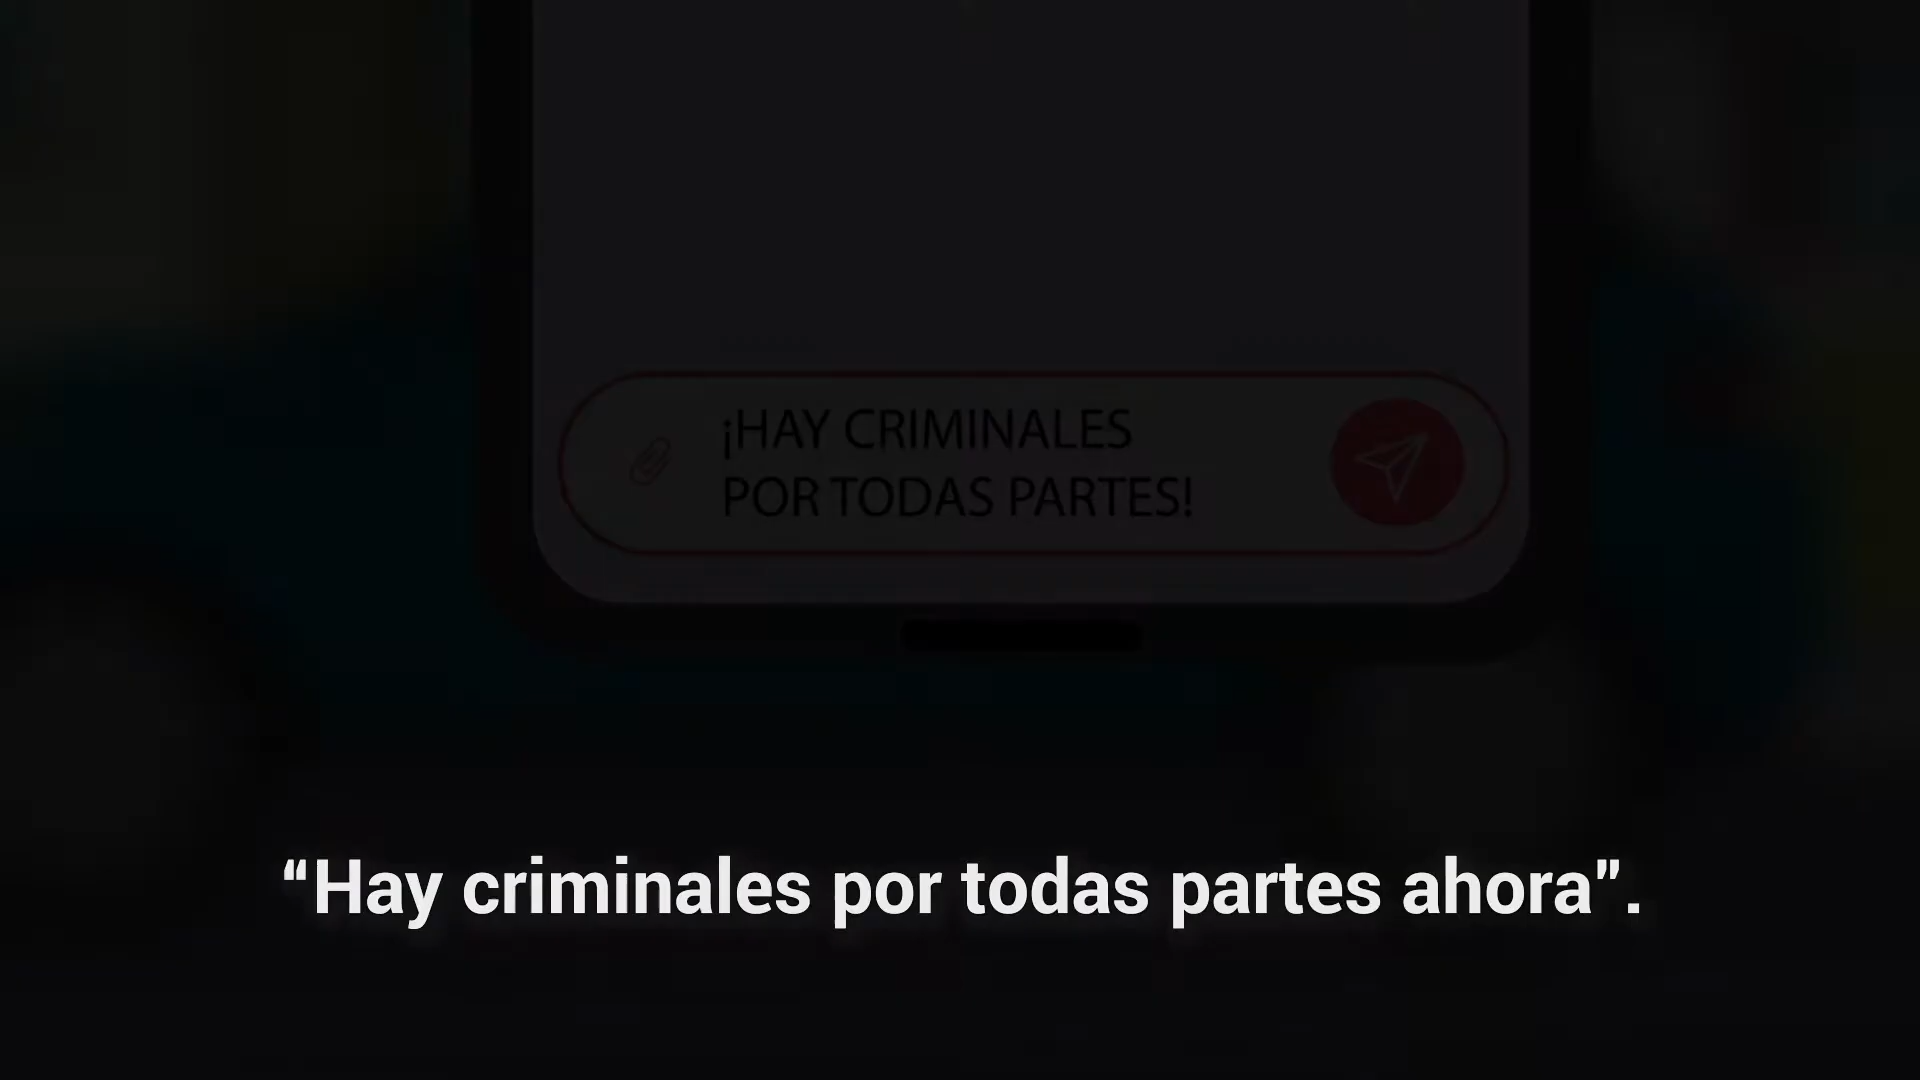 ¡HAY CRIMINALES
POR TODAS PARTES!
“Hay criminales por todas partes ahora”.